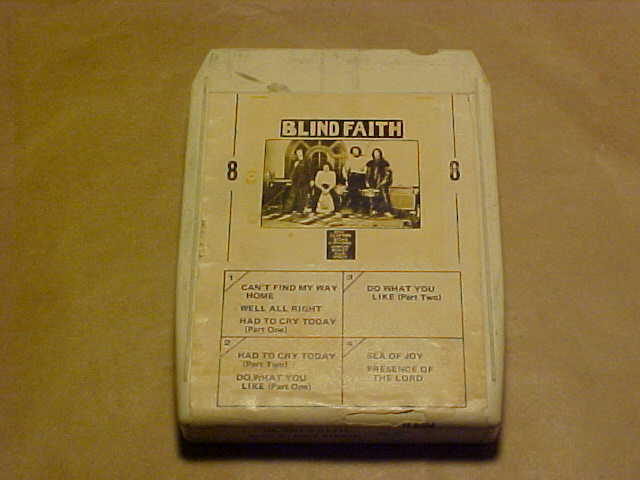 BLIND FAITH
8 8
1
CAN'T FIND MY WAY
HOME
WELL ALL RIGHT
HAD TO CRY TODAY
(Part One)
2
HAD TO CRY TODAY
(Part Two)
DO WHAT YOU
LIKE (Part One)
3
DO WHAT YOU
LIKE (Part Two)
4
SEA OF JOY
PRESENCE OF
THE LORD